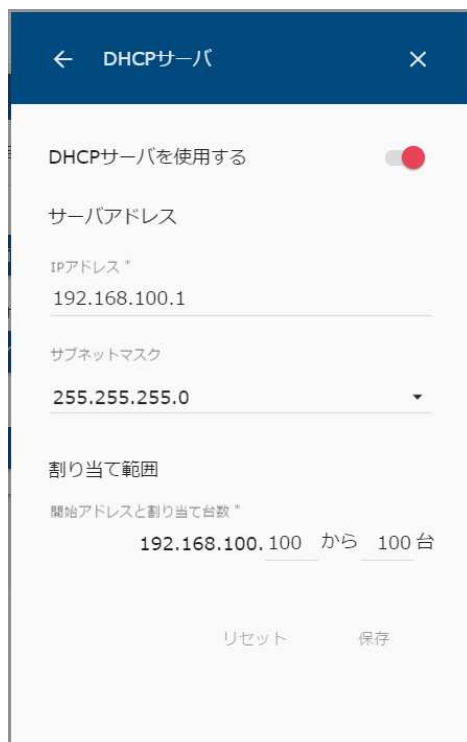 DHCPサーバ
DHCPサーバを使用する
サーバアドレス
IPアドレス *
192.168.100.1
サブネットマスク
255.255.255.0
割り当て範囲
開始アドレスと割り当て台数 *
192.168.100. 100 から 100 台
リセット 保存